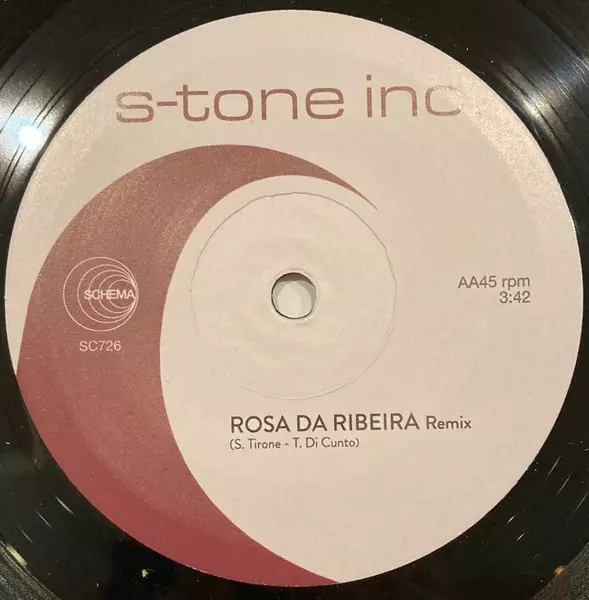 s-tone inc
SCHEMA
SC726
AA45 rpm
3:42
ROSA DA RIBEIRA Remix
(S. Tirone - T. Di Cunto)